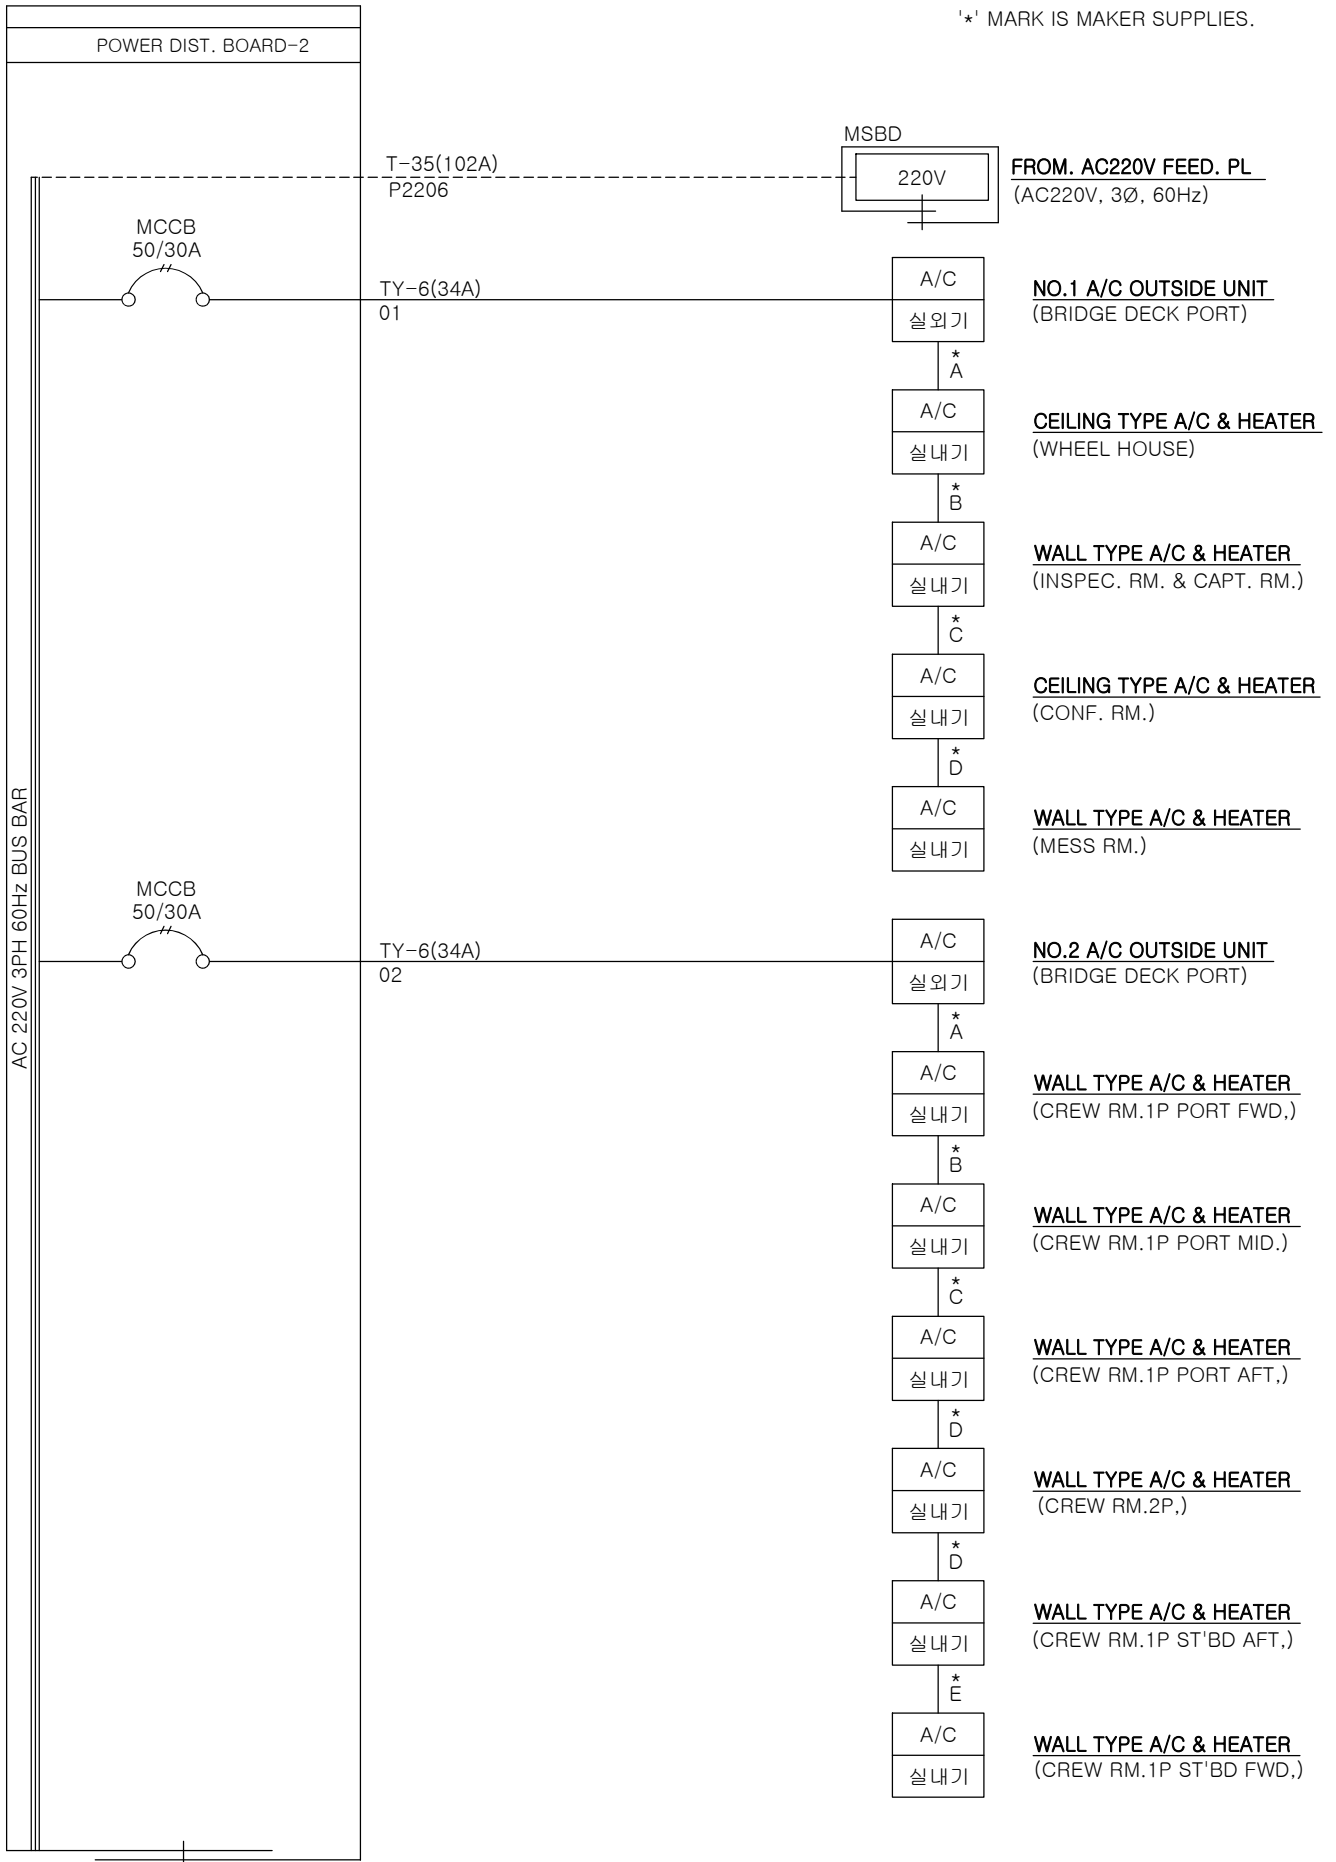 '*' MARK IS MAKER SUPPLIES.
POWER DIST. BOARD-2
MSBD
T-35(102A)
P2206
220V
FROM. AC220V FEED. PL
(AC220V, 3Ø, 60Hz)
MCCB
50/30A
TY-6(34A)
01
A/C
실외기
NO.1 A/C OUTSIDE UNIT
(BRIDGE DECK PORT)
*
A
A/C
실내기
CEILING TYPE A/C & HEATER
(WHEEL HOUSE)
*
B
A/C
실내기
WALL TYPE A/C & HEATER
(INSPEC. RM. & CAPT. RM.)
*
C
A/C
실내기
CEILING TYPE A/C & HEATER
(CONF. RM.)
*
D
A/C
실내기
WALL TYPE A/C & HEATER
(MESS RM.)
AC 220V 3PH 60Hz BUS BAR
MCCB
50/30A
TY-6(34A)
02
A/C
실외기
NO.2 A/C OUTSIDE UNIT
(BRIDGE DECK PORT)
*
A
A/C
실내기
WALL TYPE A/C & HEATER
(CREW RM.1P PORT FWD,)
*
B
A/C
실내기
WALL TYPE A/C & HEATER
(CREW RM.1P PORT MID.)
*
C
A/C
실내기
WALL TYPE A/C & HEATER
(CREW RM.1P PORT AFT,)
*
D
A/C
실내기
WALL TYPE A/C & HEATER
(CREW RM.2P,)
*
D
A/C
실내기
WALL TYPE A/C & HEATER
(CREW RM.1P ST'BD AFT,)
*
E
A/C
실내기
WALL TYPE A/C & HEATER
(CREW RM.1P ST'BD FWD,)